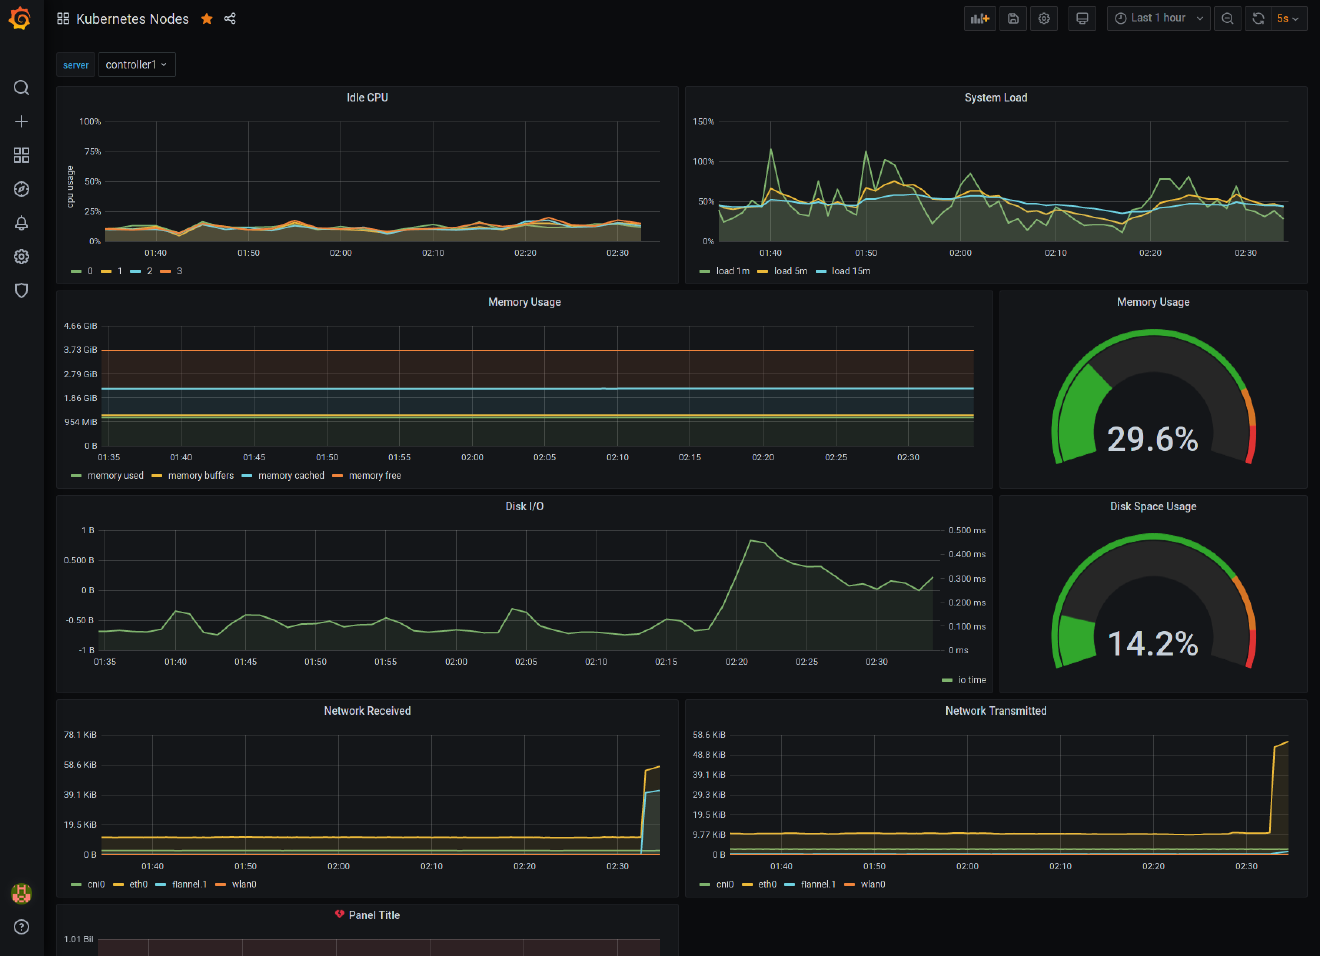 Kubernetes Nodes
Last 1 hour
5s
server
controller1
Idle CPU
100%
75%
50%
25%
0%
cpu usage
01:40 01:50 02:00 02:10 02:20 02:30
0 1 2 3
System Load
150%
100%
50%
0%
01:40 01:50 02:00 02:10 02:20 02:30
load 1m load 5m load 15m
Memory Usage
4.66 GiB
3.73 GiB
2.79 GiB
1.86 GiB
954 MiB
0 B
01:35 01:40 01:45 01:50 01:55 02:00 02:05 02:10 02:15 02:20 02:25 02:30
memory used memory buffers memory cached memory free
Memory Usage
29.6%
Disk I/O
1 B
0.500 B
0 B
-0.50 B
-1 B
0.500 ms
0.400 ms
0.300 ms
0.200 ms
0.100 ms
0 ms
01:35 01:40 01:45 01:50 01:55 02:00 02:05 02:10 02:15 02:20 02:25 02:30
io time
Disk Space Usage
14.2%
Network Received
78.1 KiB
58.6 KiB
39.1 KiB
19.5 KiB
0 B
01:40 01:50 02:00 02:10 02:20 02:30
cni0 eth0 flannel.1 wlan0
Network Transmitted
58.6 KiB
48.8 KiB
39.1 KiB
29.3 KiB
19.5 KiB
9.77 KiB
0 B
01:40 01:50 02:00 02:10 02:20 02:30
cni0 eth0 flannel.1 wlan0
Panel Title
1.01 Bil